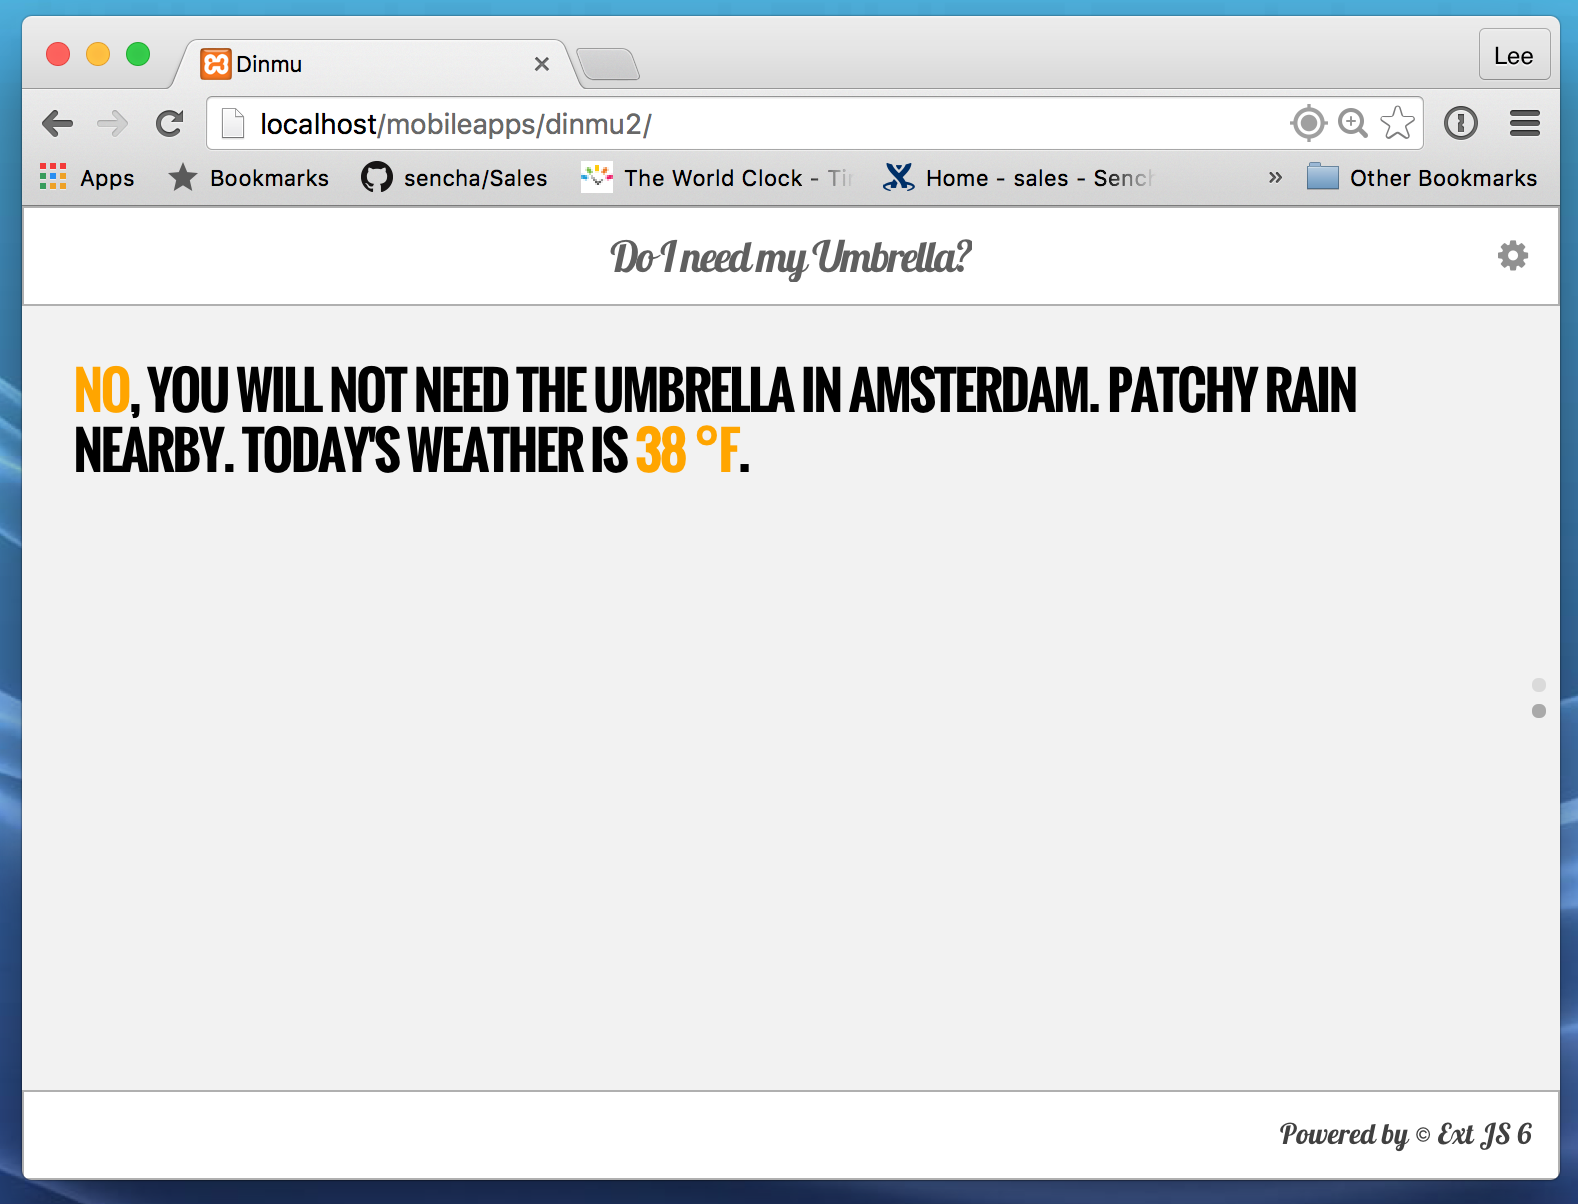 Dinmu
Lee
localhost/mobileapps/dinmu2/
Apps Bookmarks sencha/Sales The World Clock - Home - sales - » Other Bookmarks
Do I need my Umbrella?
NO, YOU WILL NOT NEED THE UMBRELLA IN AMSTERDAM. PATCHY RAIN
NEARBY. TODAY'S WEATHER IS 38 °F.
Powered by © Ext JS 6